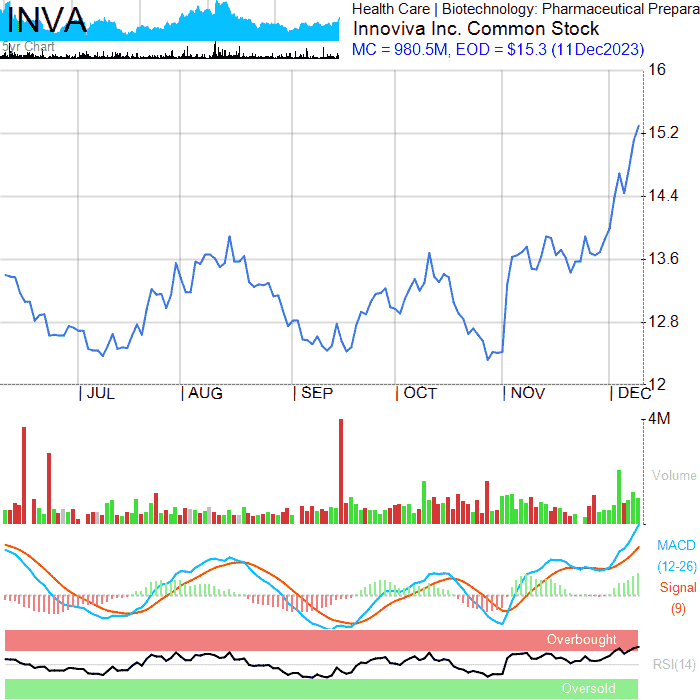 INVA
5yr Chart
Health Care | Biotechnology: Pharmaceutical Prepara
Innoviva Inc. Common Stock
MC = 980.5M, EOD = $15.3 (11Dec2023)
16
15.2
14.4
13.6
12.8
12
JUL AUG SEP OCT NOV DEC
4M
Volume
MACD
(12-26)
Signal
(9)
Overbought
RSI(14)
Oversold